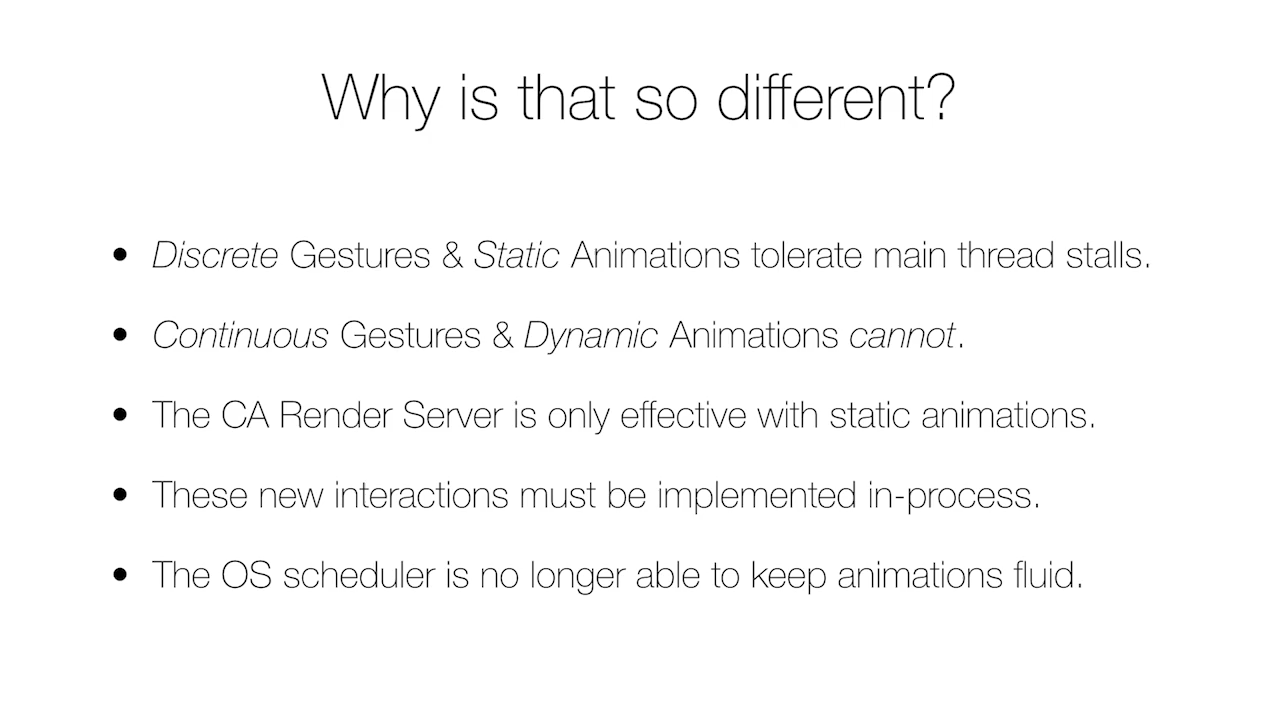 Why is that so different?
• Discrete Gestures & Static Animations tolerate main thread stalls.
• Continuous Gestures & Dynamic Animations cannot.
• The CA Render Server is only effective with static animations.
• These new interactions must be implemented in-process.
• The OS scheduler is no longer able to keep animations fluid.